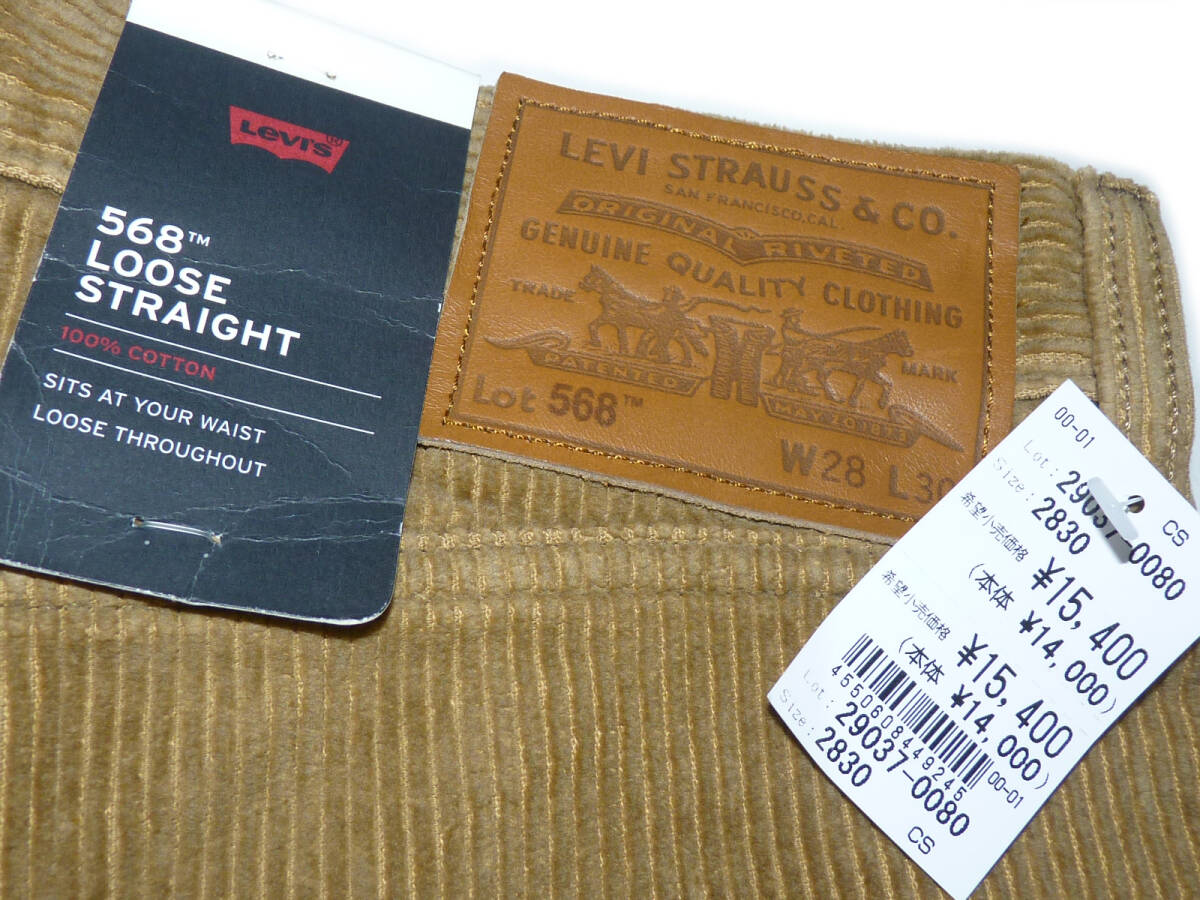 Levi's ®
568™
LOOSE
STRAIGHT
100% COTTON
SITS AT YOUR WAIST
LOOSE THROUGHOUT
LEVI STRAUSS & CO.
SAN FRANCISCO, CAL.
ORIGINAL RIVETED
GENUINE QUALITY CLOTHING
TRADE MARK
PATENTED MAY 20 1873
Lot 568™
W28 L30
00-01 CS
Lot: 29037-0080
Size: 2830
希望小売価格 ¥15,400
(本体 ¥14,000)
希望小売価格 ¥15,400
(本体 ¥14,000)
4550608449245
00-01
Lot: 29037-0080
Size: 2830
CS